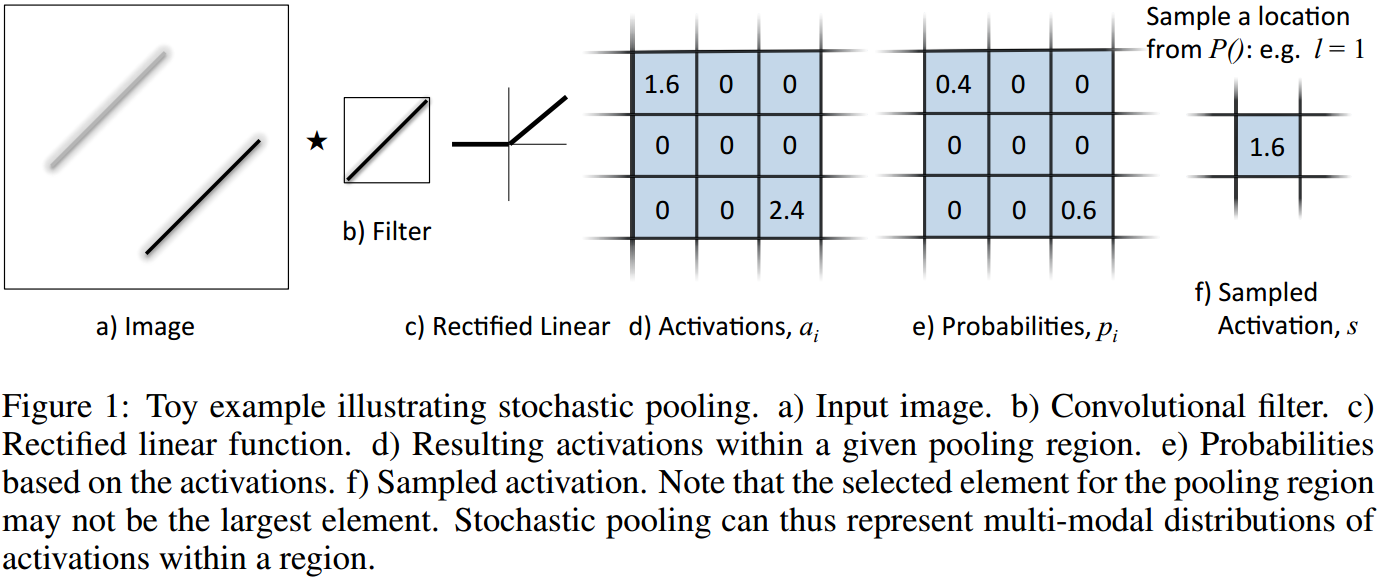 Sample a location
from P(): e.g. l = 1
1.6 0 0
0 0 0
0 0 2.4
0.4 0 0
0 0 0
0 0 0.6
1.6
★
b) Filter
f) Sampled
Activation, s
a) Image
c) Rectified Linear
d) Activations, aᵢ
e) Probabilities, pᵢ
Figure 1: Toy example illustrating stochastic pooling. a) Input image. b) Convolutional filter. c)
Rectified linear function. d) Resulting activations within a given pooling region. e) Probabilities
based on the activations. f) Sampled activation. Note that the selected element for the pooling region
may not be the largest element. Stochastic pooling can thus represent multi-modal distributions of
activations within a region.